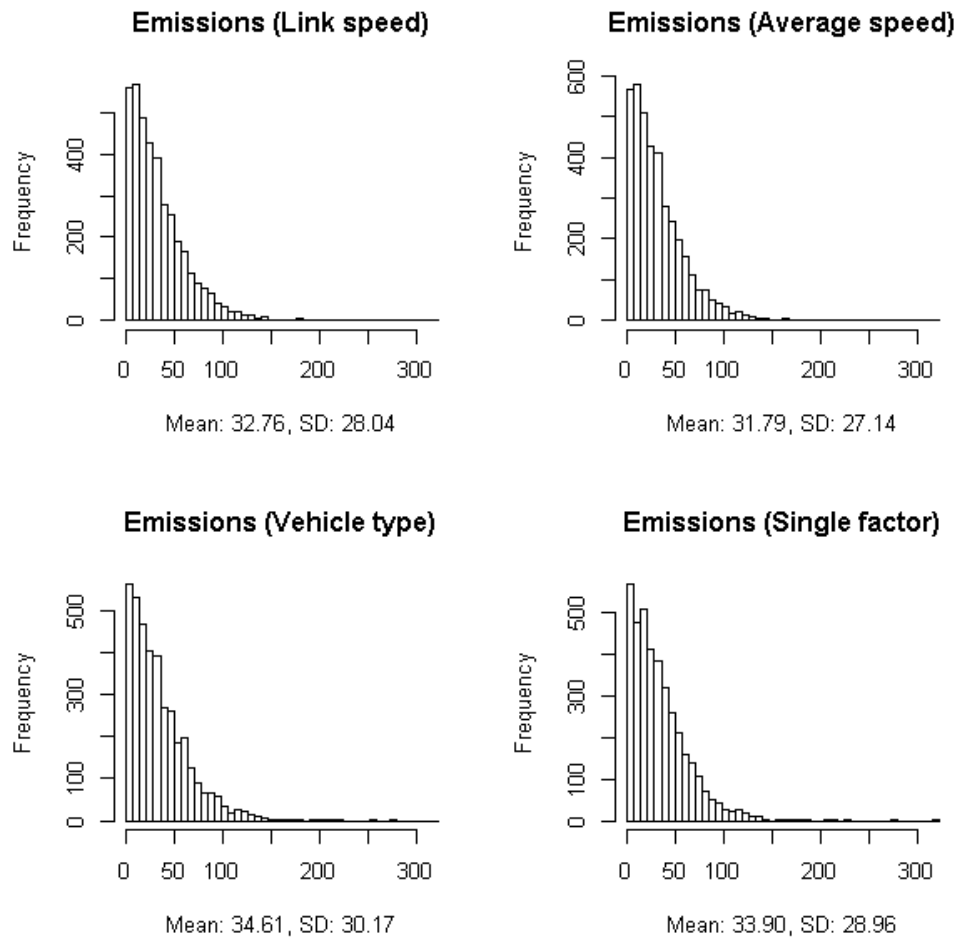 Emissions (Link speed)
Frequency
0 200 400
0 50 100 200 300
Mean: 32.76, SD: 28.04
Emissions (Average speed)
Frequency
0 200 400 600
0 50 100 200 300
Mean: 31.79, SD: 27.14
Emissions (Vehicle type)
Frequency
0 100 300 500
0 50 100 200 300
Mean: 34.61, SD: 30.17
Emissions (Single factor)
Frequency
0 100 300 500
0 50 100 200 300
Mean: 33.90, SD: 28.96